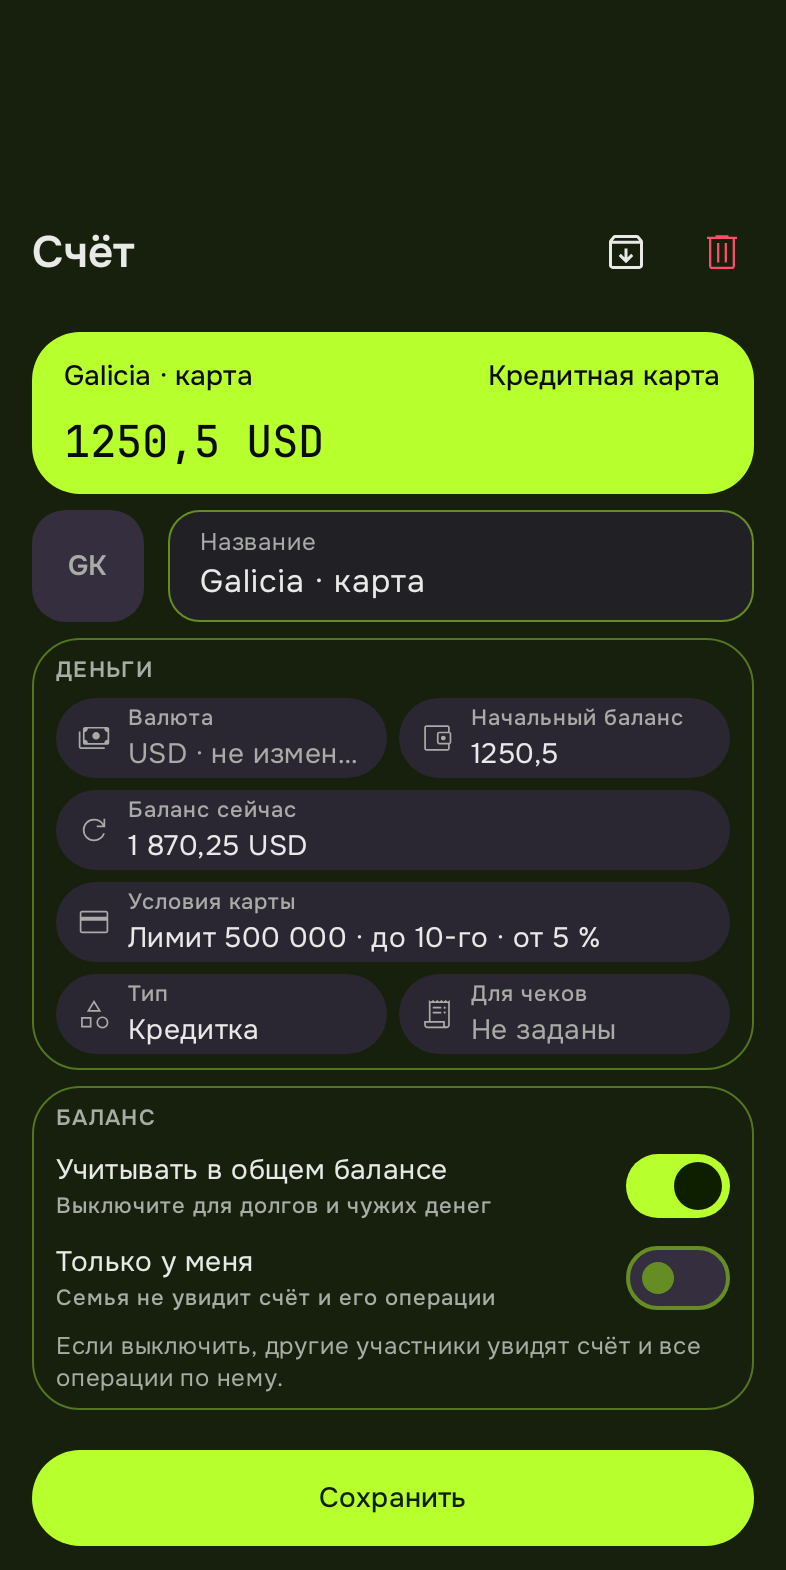 Счёт
Galicia · карта
Кредитная карта
1250,5 USD
GK
Название
Galicia · карта
ДЕНЬГИ
Валюта
USD · не измен...
Начальный баланс
1250,5
Баланс сейчас
1 870,25 USD
Условия карты
Лимит 500 000 · до 10-го · от 5 %
Тип
Кредитка
Для чеков
Не заданы
БАЛАНС
Учитывать в общем балансе
Выключите для долгов и чужих денег
Только у меня
Семья не увидит счёт и его операции
Если выключить, другие участники увидят счёт и все
операции по нему.
Сохранить